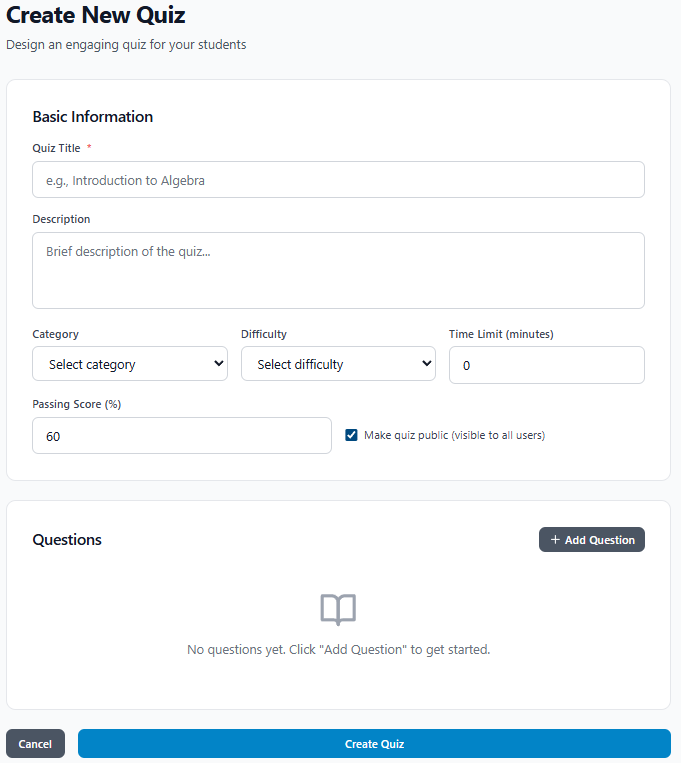 Create New Quiz
Design an engaging quiz for your students
Basic Information
Quiz Title *
e.g., Introduction to Algebra
Description
Brief description of the quiz...
Category
Difficulty
Time Limit (minutes)
Select category
Select difficulty
0
Passing Score (%)
60
Make quiz public (visible to all users)
Questions
+ Add Question
No questions yet. Click "Add Question" to get started.
Cancel
Create Quiz